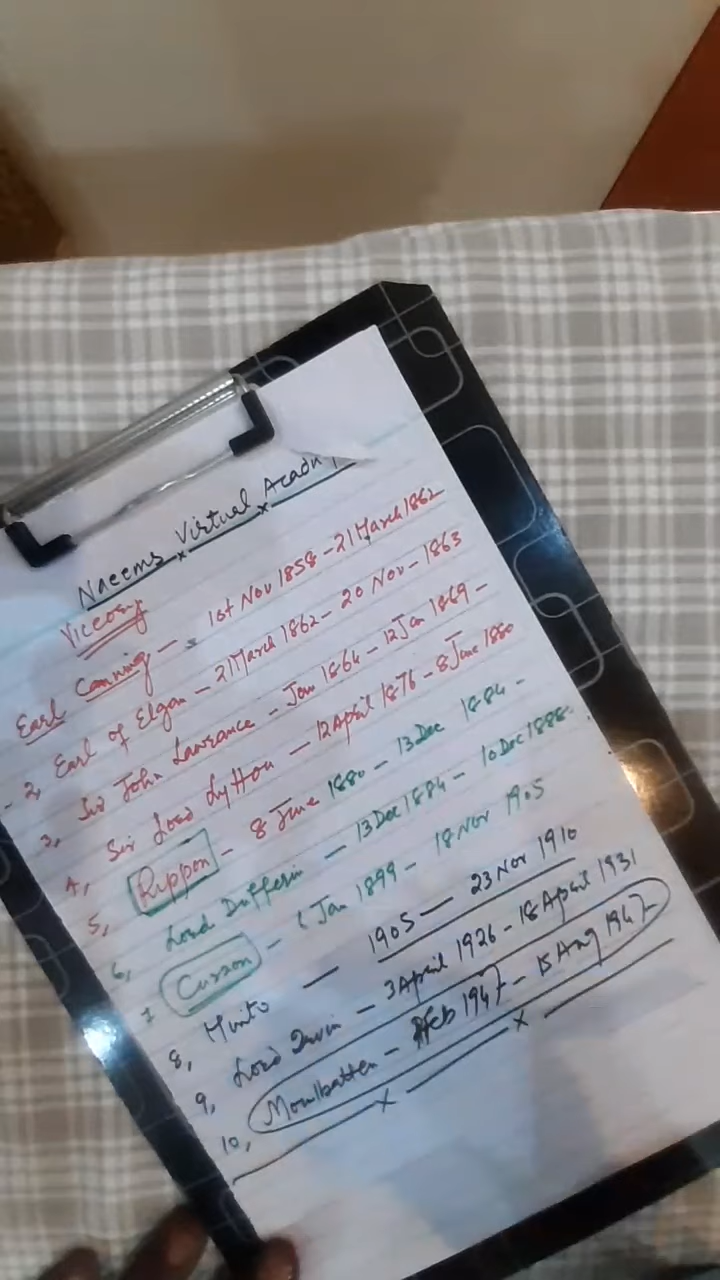 Naeems Virtual Acadm
Viceory
Earl Canning - 1st Nov 1858 - 21 March 1862
2, Earl of Elgan - 21 March 1862 - 20 Nov - 1863
3, Sir John Lawrance - Jan 1864 - 12 Jan 1869 -
4, Sir Lord Lytton - 12 April 1876 - 8 June 1880
5, Rippon - 8 June 1880 - 13 Dec 1884 -
6, Lord Dufferin - 13 Dec 1884 - 10 Dec 1888
7 Curzon - 6 Jan 1899 - 18 Nov 1905
8, Minto - 1905 - 23 Nov 1910
9, Lord Irwin - 3 April 1926 - 18 April 1931
10, Mountbatten - Feb 1947 - 15 Aug 1947